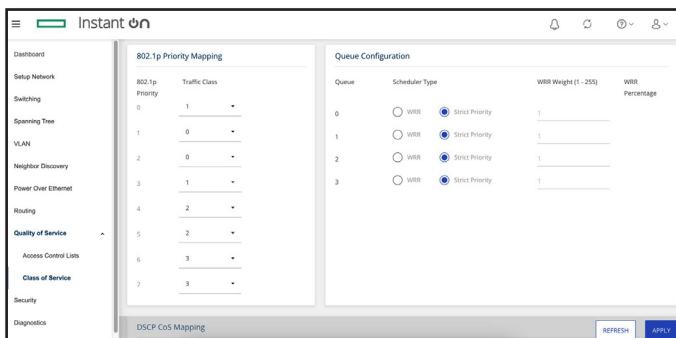 Instant on
Dashboard
Setup Network
Switching
Spanning Tree
VLAN
Neighbor Discovery
Power Over Ethernet
Routing
Quality of Service
Access Control Lists
Class of Service
Security
Diagnostics
802.1p Priority Mapping
802.1p Priority Traffic Class
0 1
1 0
2 0
3 1
4 2
5 2
6 3
7 3
Queue Configuration
Queue Scheduler Type WRR Weight (1 - 255) WRR Percentage
0 WRR Strict Priority 1
1 WRR Strict Priority 1
2 WRR Strict Priority 1
3 WRR Strict Priority 1
DSCP CoS Mapping
REFRESH APPLY